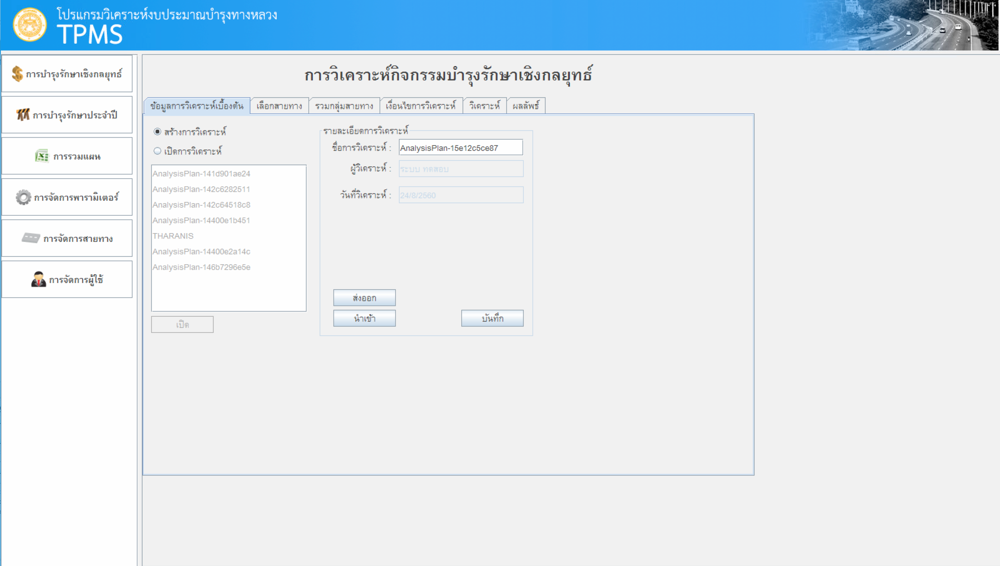 โปรแกรมวิเคราะห์งบประมาณบำรุงทางหลวง
TPMS
การบำรุงรักษาเชิงกลยุทธ์
การบำรุงรักษาประจำปี
การรวมแผน
การจัดการพารามิเตอร์
การจัดการสายทาง
การจัดการผู้ใช้
การวิเคราะห์กิจกรรมบำรุงรักษาเชิงกลยุทธ์
ข้อมูลการวิเคราะห์เบื้องต้น เลือกสายทาง รวมกลุ่มสายทาง เงื่อนไขการวิเคราะห์ วิเคราะห์ ผลลัพธ์
สร้างการวิเคราะห์
เปิดการวิเคราะห์
AnalysisPlan-141d901ae24
AnalysisPlan-142c6282511
AnalysisPlan-142c64518c8
AnalysisPlan-14400e1b451
THARANIS
AnalysisPlan-14400e2a14c
AnalysisPlan-146b7296e5e
เปิด
รายละเอียดการวิเคราะห์
ชื่อการวิเคราะห์ : AnalysisPlan-15e12c5ce87
ผู้วิเคราะห์ : ระบบ ทดสอบ
วันที่วิเคราะห์ : 24/8/2560
ส่งออก
นำเข้า บันทึก